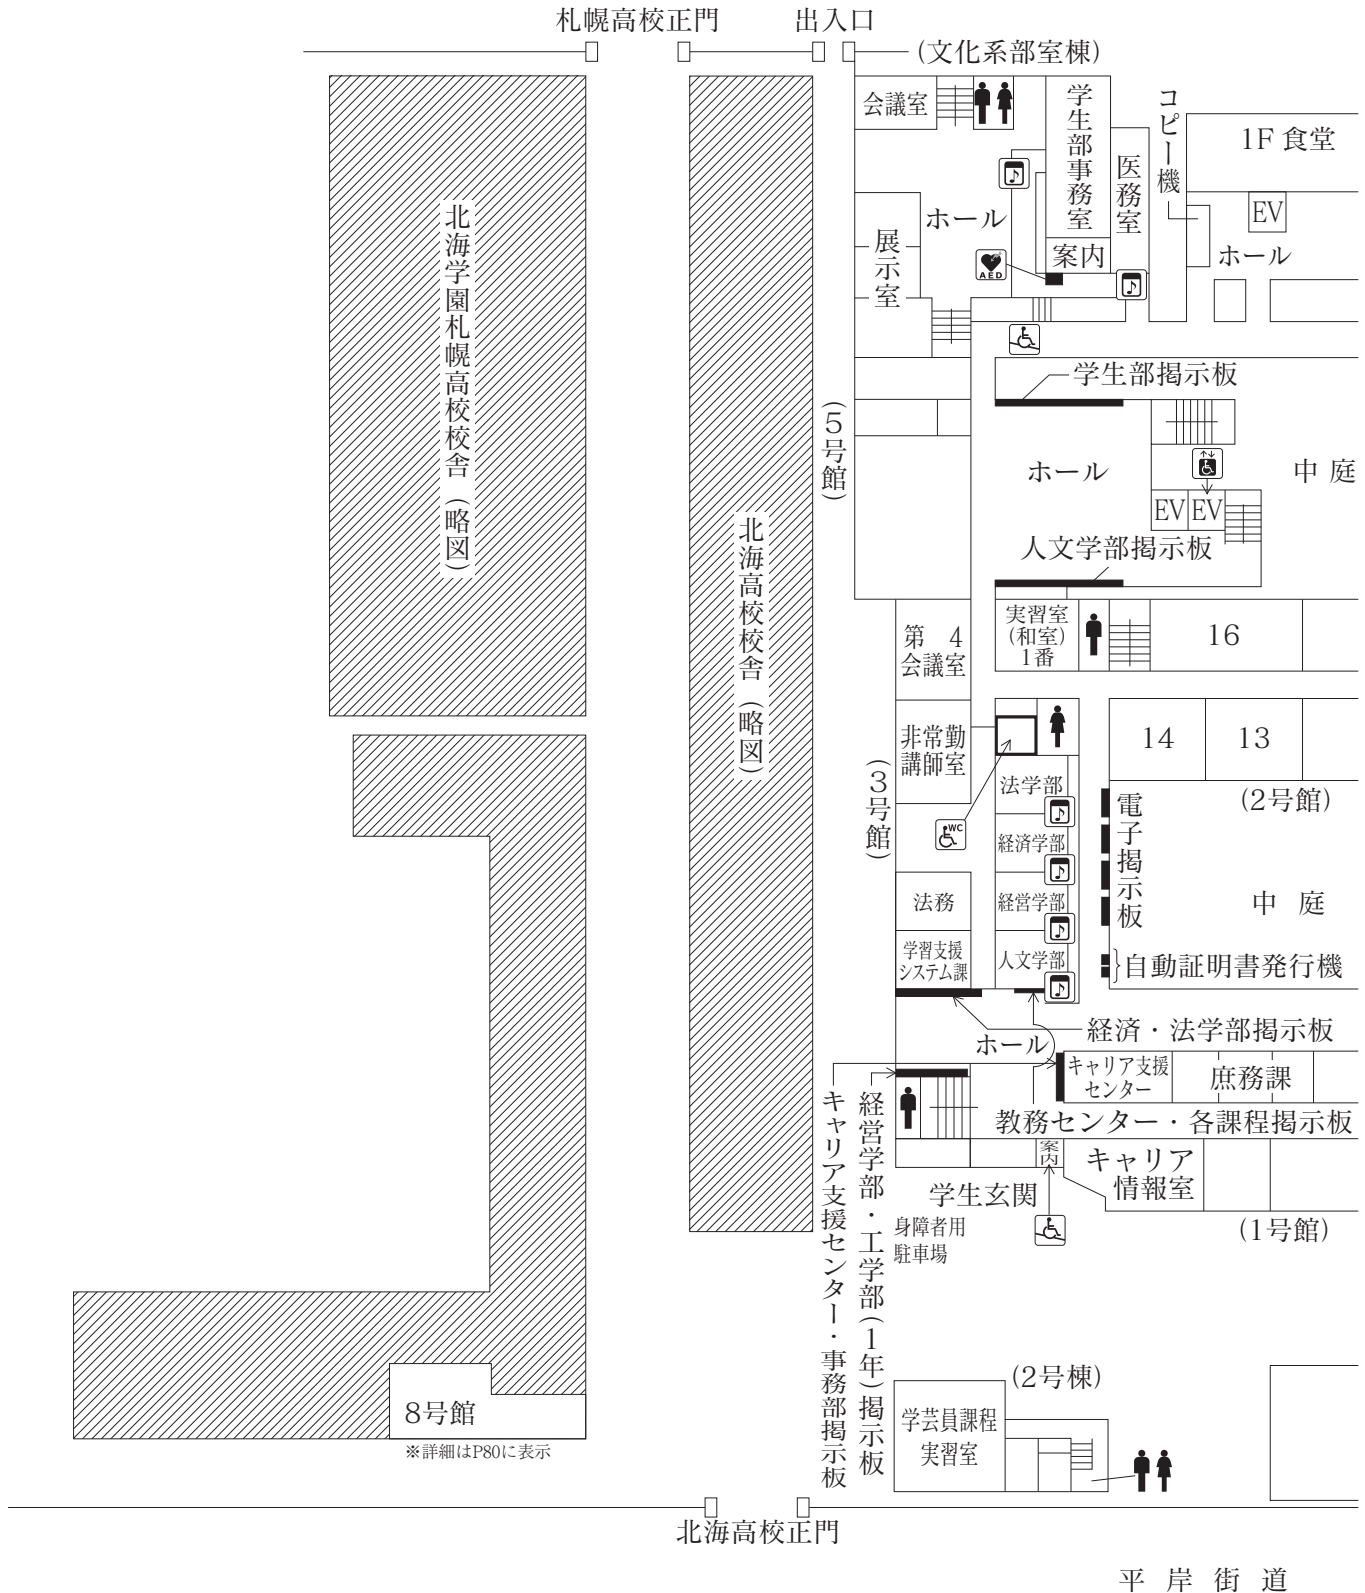 札幌高校正門
出入口
(文化系部室棟)
会議室
学生部事務室
医務室
コピー機
1F 食堂
EV
ホール
展示室
ホール
案内
AED
北海学園札幌高校校舎(略図)
北海高校校舎(略図)
(5号館)
学生部掲示板
ホール
中庭
EV
EV
人文学部掲示板
第 4
会議室
実習室
(和室)
1番
16
非常勤
講師室
14
13
(2号館)
(3号館)
WC
法学部
経済学部
経営学部
人文学部
電子掲示板
中庭
法務
学習支援
システム課
自動証明書発行機
経済・法学部掲示板
ホール
キャリア支援
センター
庶務課
教務センター・各課程掲示板
案内
キャリア
情報室
学生玄関
身障者用
駐車場
(1号館)
キャリア支援センター・事務部掲示板
経営学部・工学部(1年)掲示板
(2号棟)
学芸員課程
実習室
8号館
※詳細はP80に表示
北海高校正門
平岸街道